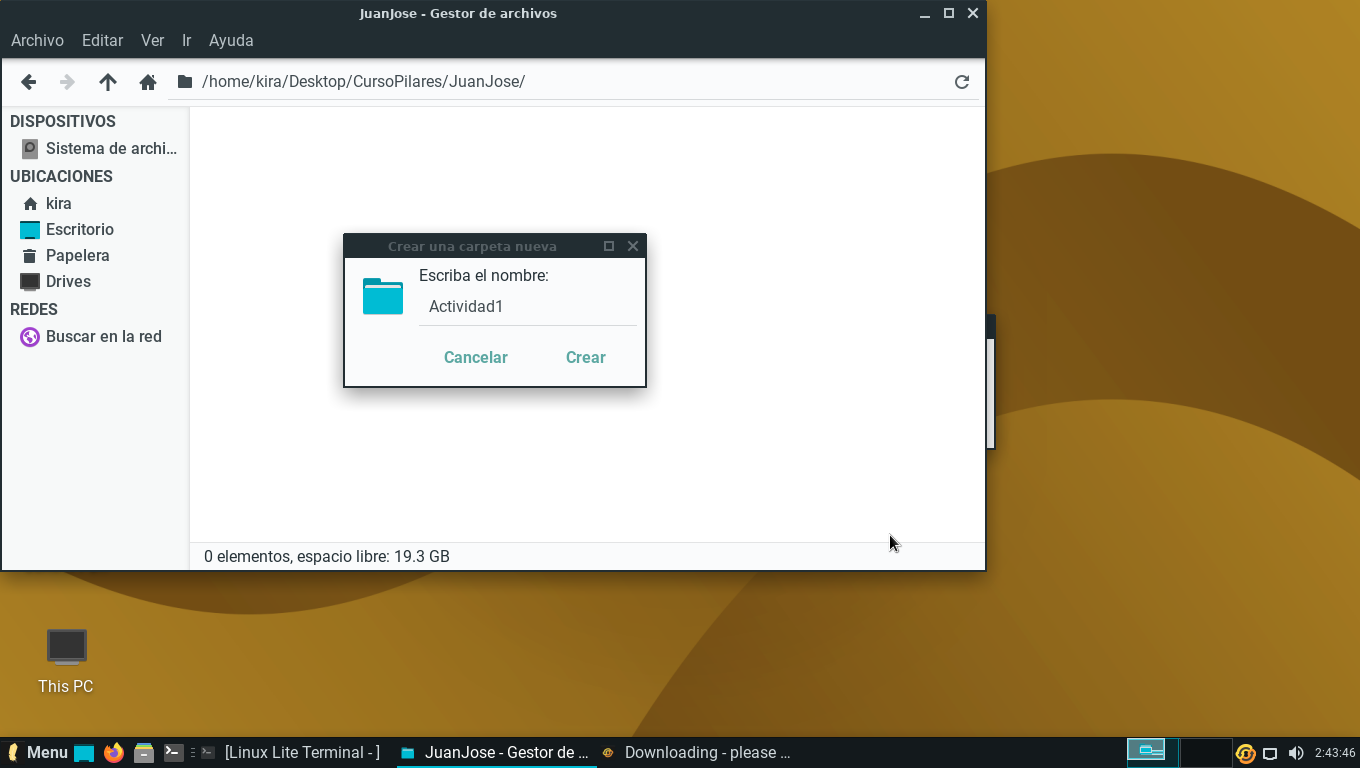 JuanJose - Gestor de archivos
Archivo Editar Ver Ir Ayuda
/home/kira/Desktop/CursoPilares/JuanJose/
DISPOSITIVOS
Sistema de archi...
UBICACIONES
kira
Escritorio
Papelera
Drives
REDES
Buscar en la red
Crear una carpeta nueva
Escriba el nombre:
Actividad1
Cancelar Crear
0 elementos, espacio libre: 19.3 GB
This PC
Menu [Linux Lite Terminal - ] JuanJose - Gestor de ... Downloading - please ... 2:43:46